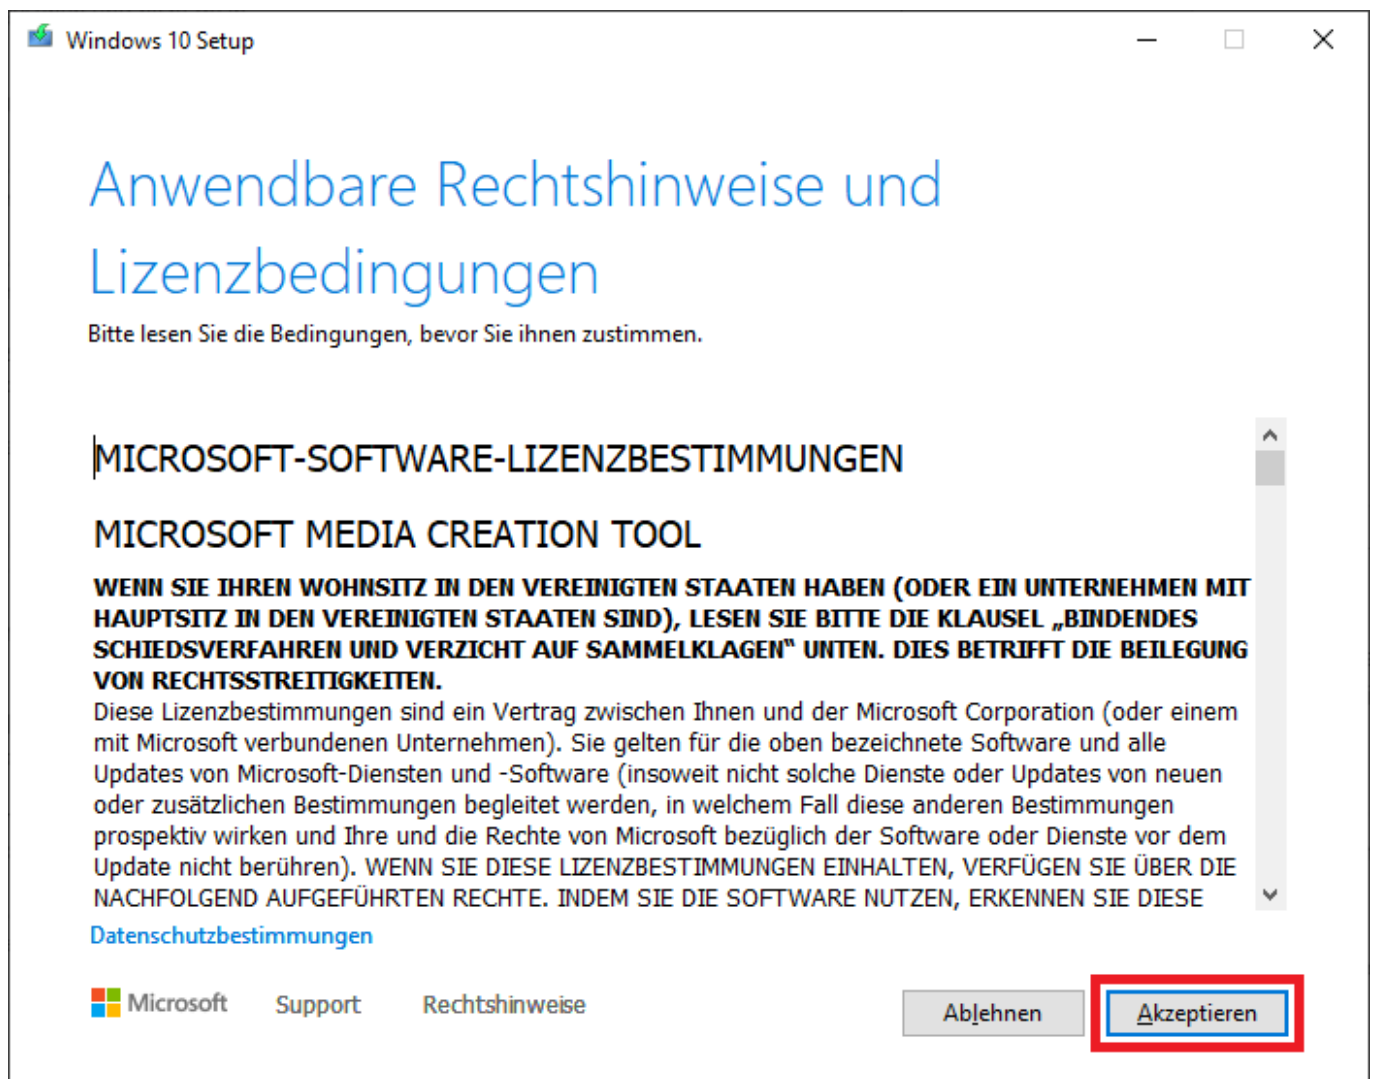 Windows 10 Setup
Anwendbare Rechtshinweise und
Lizenzbedingungen
Bitte lesen Sie die Bedingungen, bevor Sie ihnen zustimmen.
MICROSOFT-SOFTWARE-LIZENZBESTIMMUNGEN
MICROSOFT MEDIA CREATION TOOL
WENN SIE IHREN WOHNSITZ IN DEN VEREINIGTEN STAATEN HABEN (ODER EIN UNTERNEHMEN MIT
HAUPTSITZ IN DEN VEREINIGTEN STAATEN SIND), LESEN SIE BITTE DIE KLAUSEL „BINDENDES
SCHIEDSVERFAHREN UND VERZICHT AUF SAMMELKLAGEN“ UNTEN. DIES BETRIFFT DIE BEILEGUNG
VON RECHTSSTREITIGKEITEN.
Diese Lizenzbestimmungen sind ein Vertrag zwischen Ihnen und der Microsoft Corporation (oder einem
mit Microsoft verbundenen Unternehmen). Sie gelten für die oben bezeichnete Software und alle
Updates von Microsoft-Diensten und -Software (insoweit nicht solche Dienste oder Updates von neuen
oder zusätzlichen Bestimmungen begleitet werden, in welchem Fall diese anderen Bestimmungen
prospektiv wirken und Ihre und die Rechte von Microsoft bezüglich der Software oder Dienste vor dem
Update nicht berühren). WENN SIE DIESE LIZENZBESTIMMUNGEN EINHALTEN, VERFÜGEN SIE ÜBER DIE
NACHFOLGEND AUFGEFÜHRTEN RECHTE. INDEM SIE DIE SOFTWARE NUTZEN, ERKENNEN SIE DIESE
Datenschutzbestimmungen
Microsoft Support Rechtshinweise Ablehnen Akzeptieren